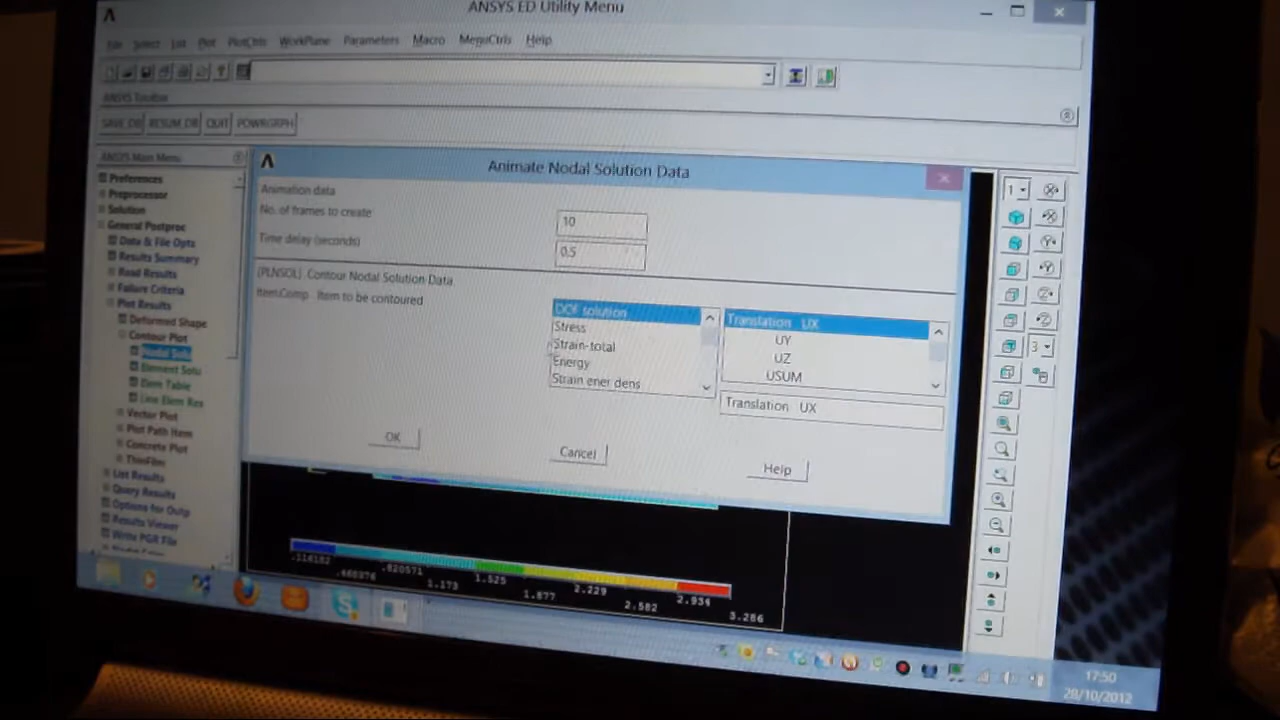 ANSYS ED Utility Menu
File Select List Plot PlotCtrls WorkPlane Parameters Macro MenuCtrls Help
ANSYS Toolbar
SAVE_DB RESUM_DB QUIT POWRGRPH
ANSYS Main Menu
Preferences
Preprocessor
Solution
General Postproc
Data & File Opts
Results Summary
Read Results
Failure Criteria
Plot Results
Deformed Shape
Contour Plot
Nodal Solu
Element Solu
Elem Table
Line Elem Res
Vector Plot
Plot Path Item
Concrete Plot
ThinFilm
List Results
Query Results
Options for Outp
Results Viewer
Write PGR File
Animate Nodal Solution Data
Animation data
No. of frames to create 10
Time delay (seconds) 0.5
[PLNSOL] Contour Nodal Solution Data
Item,Comp Item to be contoured
DOF solution
Stress
Strain-total
Energy
Strain ener dens
Translation UX
UY
UZ
USUM
Translation UX
OK Cancel Help
1
3
.116182 .820571 1.525 2.229 2.934
.468376 1.173 1.877 2.582 3.286
17:50
28/10/2012